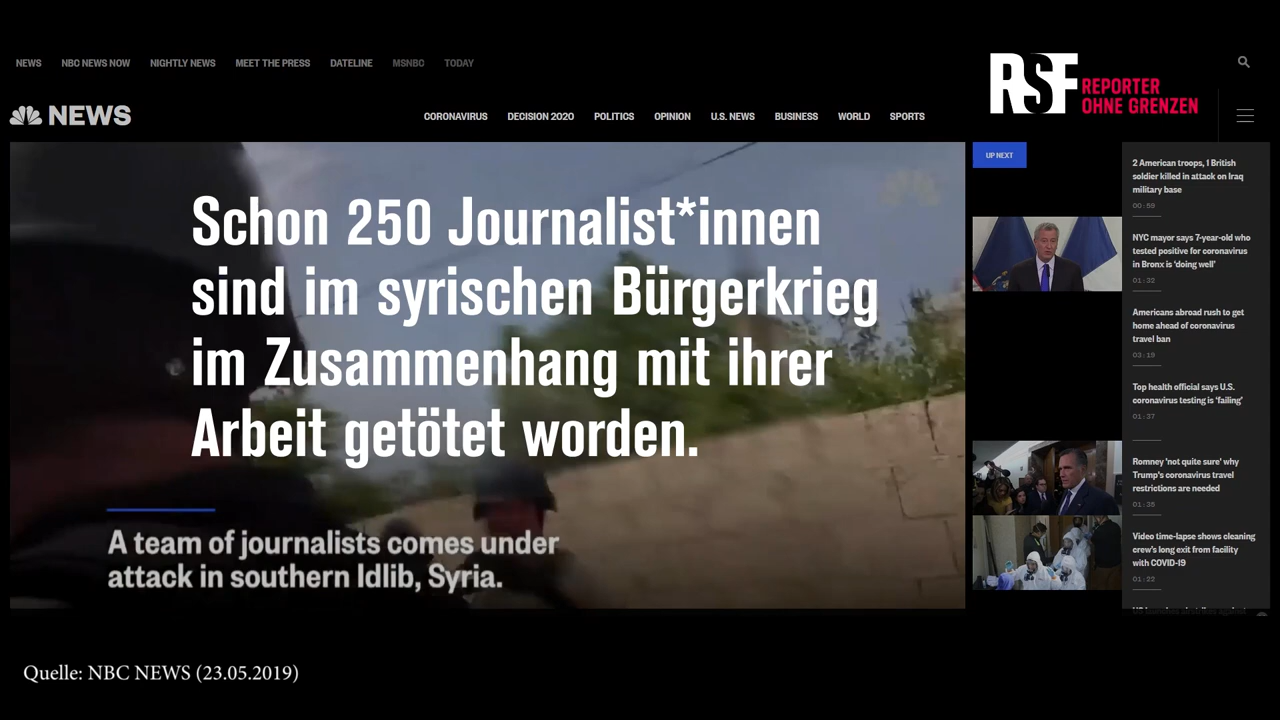 NEWS NBC NEWS NOW NIGHTLY NEWS MEET THE PRESS DATELINE MSNBC TODAY
RSF REPORTER
OHNE GRENZEN
NEWS
CORONAVIRUS DECISION 2020 POLITICS OPINION U.S. NEWS BUSINESS WORLD SPORTS
Schon 250 Journalist*innen
sind im syrischen Bürgerkrieg
im Zusammenhang mit ihrer
Arbeit getötet worden.
A team of journalists comes under
attack in southern Idlib, Syria.
UP NEXT
2 American troops, 1 British
soldier killed in attack on Iraq
military base
00:59
NYC mayor says 7-year-old who
tested positive for coronavirus
in Bronx is 'doing well'
01:32
Americans abroad rush to get
home ahead of coronavirus
travel ban
03:19
Top health official says U.S.
coronavirus testing is 'failing'
01:37
Romney 'not quite sure' why
Trump's coronavirus travel
restrictions are needed
01:35
Video time-lapse shows cleaning
crew's long exit from facility
with COVID-19
01:22
Quelle: NBC NEWS (23.05.2019)